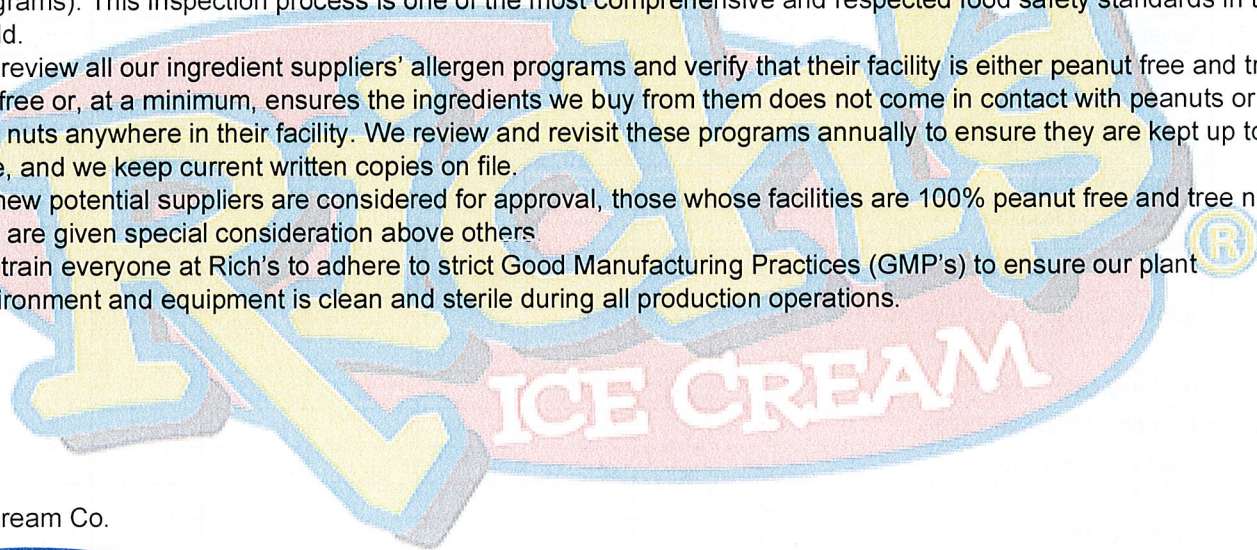 grams). This inspection process is one of the most comprehensive and respected food safety standards in t
ld.
review all our ingredient suppliers' allergen programs and verify that their facility is either peanut free and tr
free or, at a minimum, ensures the ingredients we buy from them does not come in contact with peanuts or
nuts anywhere in their facility. We review and revisit these programs annually to ensure they are kept up to
e, and we keep current written copies on file.
new potential suppliers are considered for approval, those whose facilities are 100% peanut free and tree n
are given special consideration above others
train everyone at Rich's to adhere to strict Good Manufacturing Practices (GMP's) to ensure our plant
ironment and equipment is clean and sterile during all production operations.
Rich's ®
ICE CREAM
ream Co.